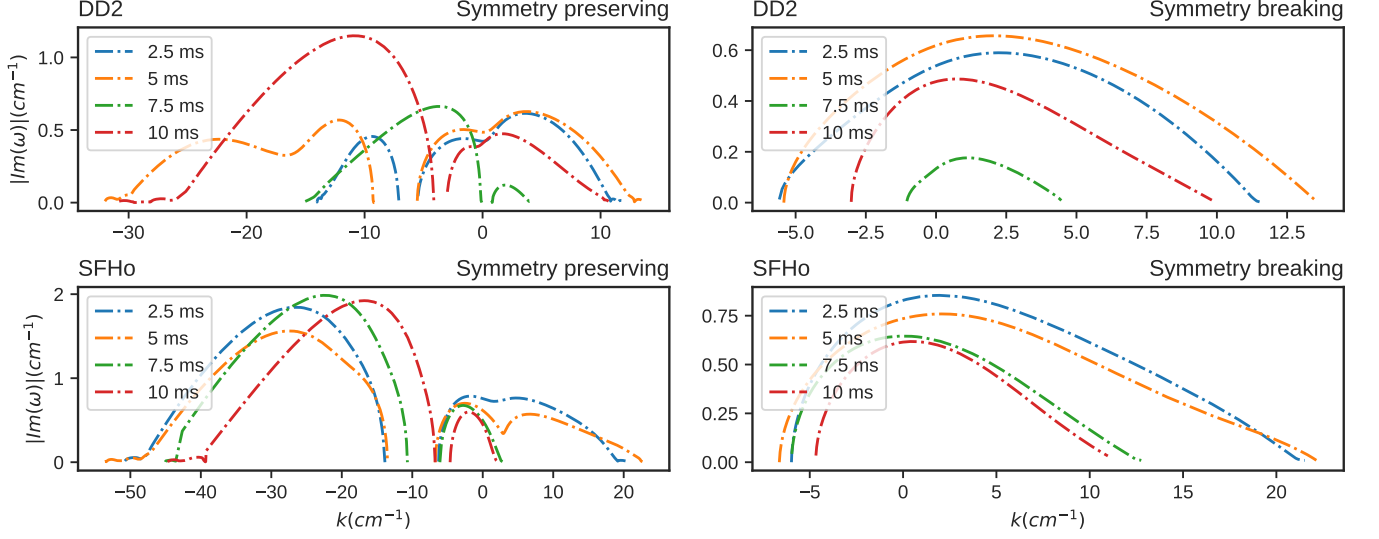 DD2 Symmetry preserving
|Im(ω)|(cm⁻¹)
1.0
0.5
0.0
2.5 ms
5 ms
7.5 ms
10 ms
−30 −20 −10 0 10
DD2 Symmetry breaking
0.6
0.4
0.2
0.0
2.5 ms
5 ms
7.5 ms
10 ms
−5.0 −2.5 0.0 2.5 5.0 7.5 10.0 12.5
SFHo Symmetry preserving
|Im(ω)|(cm⁻¹)
2
1
0
2.5 ms
5 ms
7.5 ms
10 ms
−50 −40 −30 −20 −10 0 10 20
k(cm⁻¹)
SFHo Symmetry breaking
0.75
0.50
0.25
0.00
2.5 ms
5 ms
7.5 ms
10 ms
−5 0 5 10 15 20
k(cm⁻¹)